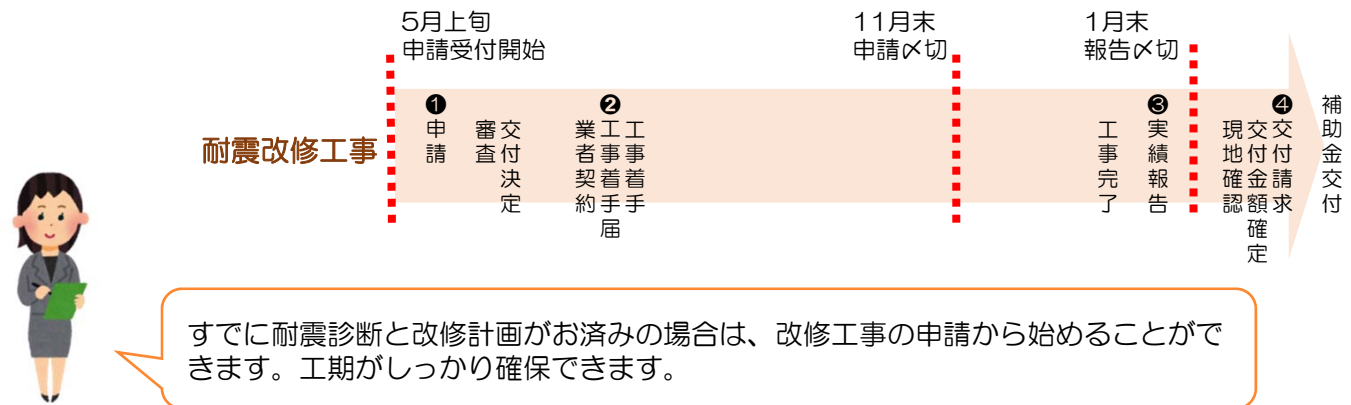 5月上旬
申請受付開始
11月末
申請〆切
1月末
報告〆切
耐震改修工事
❶申請
審査
交付決定
業者契約
❷工事着手届
工事着手
工事完了
❸実績報告
現地確認
交付金額確定
❹交付請求
補助金交付
すでに耐震診断と改修計画がお済みの場合は、改修工事の申請から始めることがで
きます。工期がしっかり確保できます。